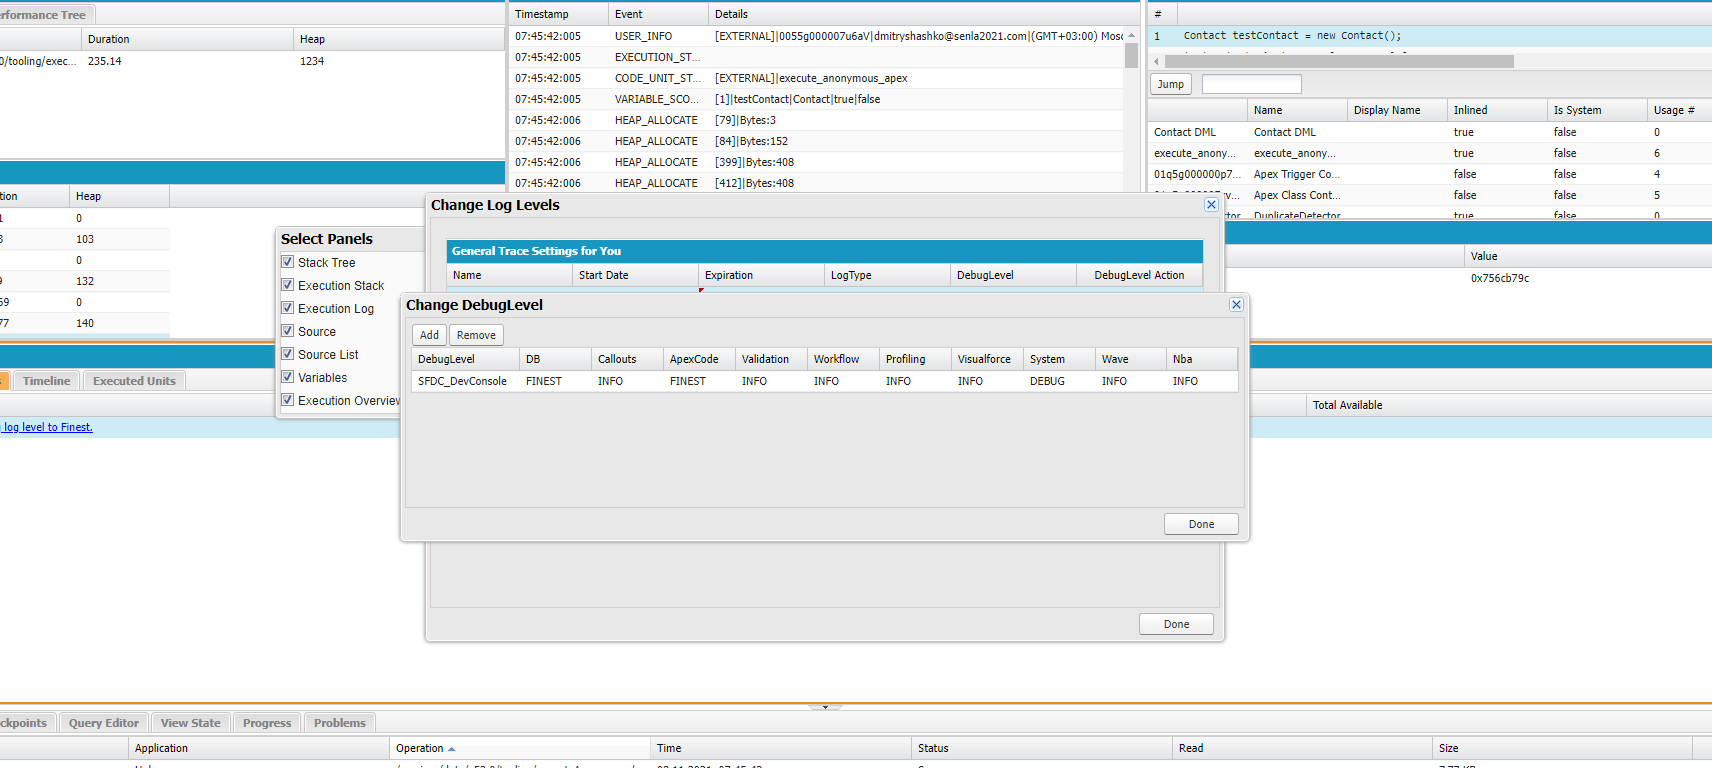 erformance Tree
Duration Heap
0/tooling/exec... 235.14 1234
tion Heap
1 0
3 103
0
9 132
59 0
77 140
Timeline Executed Units
log level to Finest.
Timestamp Event Details
07:45:42:005 USER_INFO [EXTERNAL]|0055g000007u6aV|dmitryshashko@senla2021.com|(GMT+03:00) Mosc
07:45:42:005 EXECUTION_ST...
07:45:42:005 CODE_UNIT_ST... [EXTERNAL]|execute_anonymous_apex
07:45:42:005 VARIABLE_SCO... [1]|testContact|Contact|true|false
07:45:42:006 HEAP_ALLOCATE [79]|Bytes:3
07:45:42:006 HEAP_ALLOCATE [84]|Bytes:152
07:45:42:006 HEAP_ALLOCATE [399]|Bytes:408
07:45:42:006 HEAP_ALLOCATE [412]|Bytes:408
#
1 Contact testContact = new Contact();
Jump
Name Display Name Inlined Is System Usage #
Contact DML Contact DML true false 0
execute_anony... execute_anony... true false 6
01q5g000000p7... Apex Trigger Co... false false 4
Apex Class Cont... false false 5
tor DuplicateDetector true false 0
Value
0x756cb79c
Total Available
Select Panels
Stack Tree
Execution Stack
Execution Log
Source
Source List
Variables
Execution Overview
Change Log Levels
General Trace Settings for You
Name Start Date Expiration LogType DebugLevel DebugLevel Action
Change DebugLevel
Add Remove
DebugLevel DB Callouts ApexCode Validation Workflow Profiling Visualforce System Wave Nba
SFDC_DevConsole FINEST INFO FINEST INFO INFO INFO INFO DEBUG INFO INFO
Done
Done
ckpoints Query Editor View State Progress Problems
Application Operation Time Status Read Size